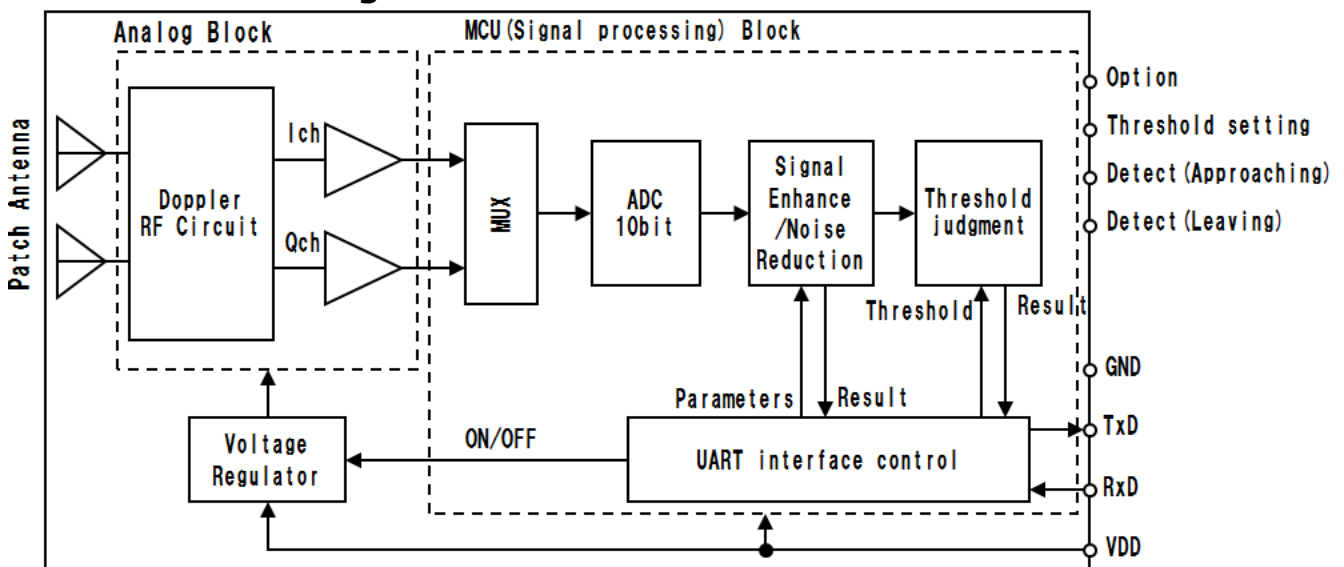 Analog Block
MCU(Signal processing) Block
Patch Antenna
Doppler
RF Circuit
Ich
Qch
MUX
ADC
10bit
Signal
Enhance
/Noise
Reduction
Threshold
judgment
Option
Threshold setting
Detect(Approaching)
Detect(Leaving)
Threshold
Result
GND
Parameters
Result
TxD
Voltage
Regulator
ON/OFF
UART interface control
RxD
VDD